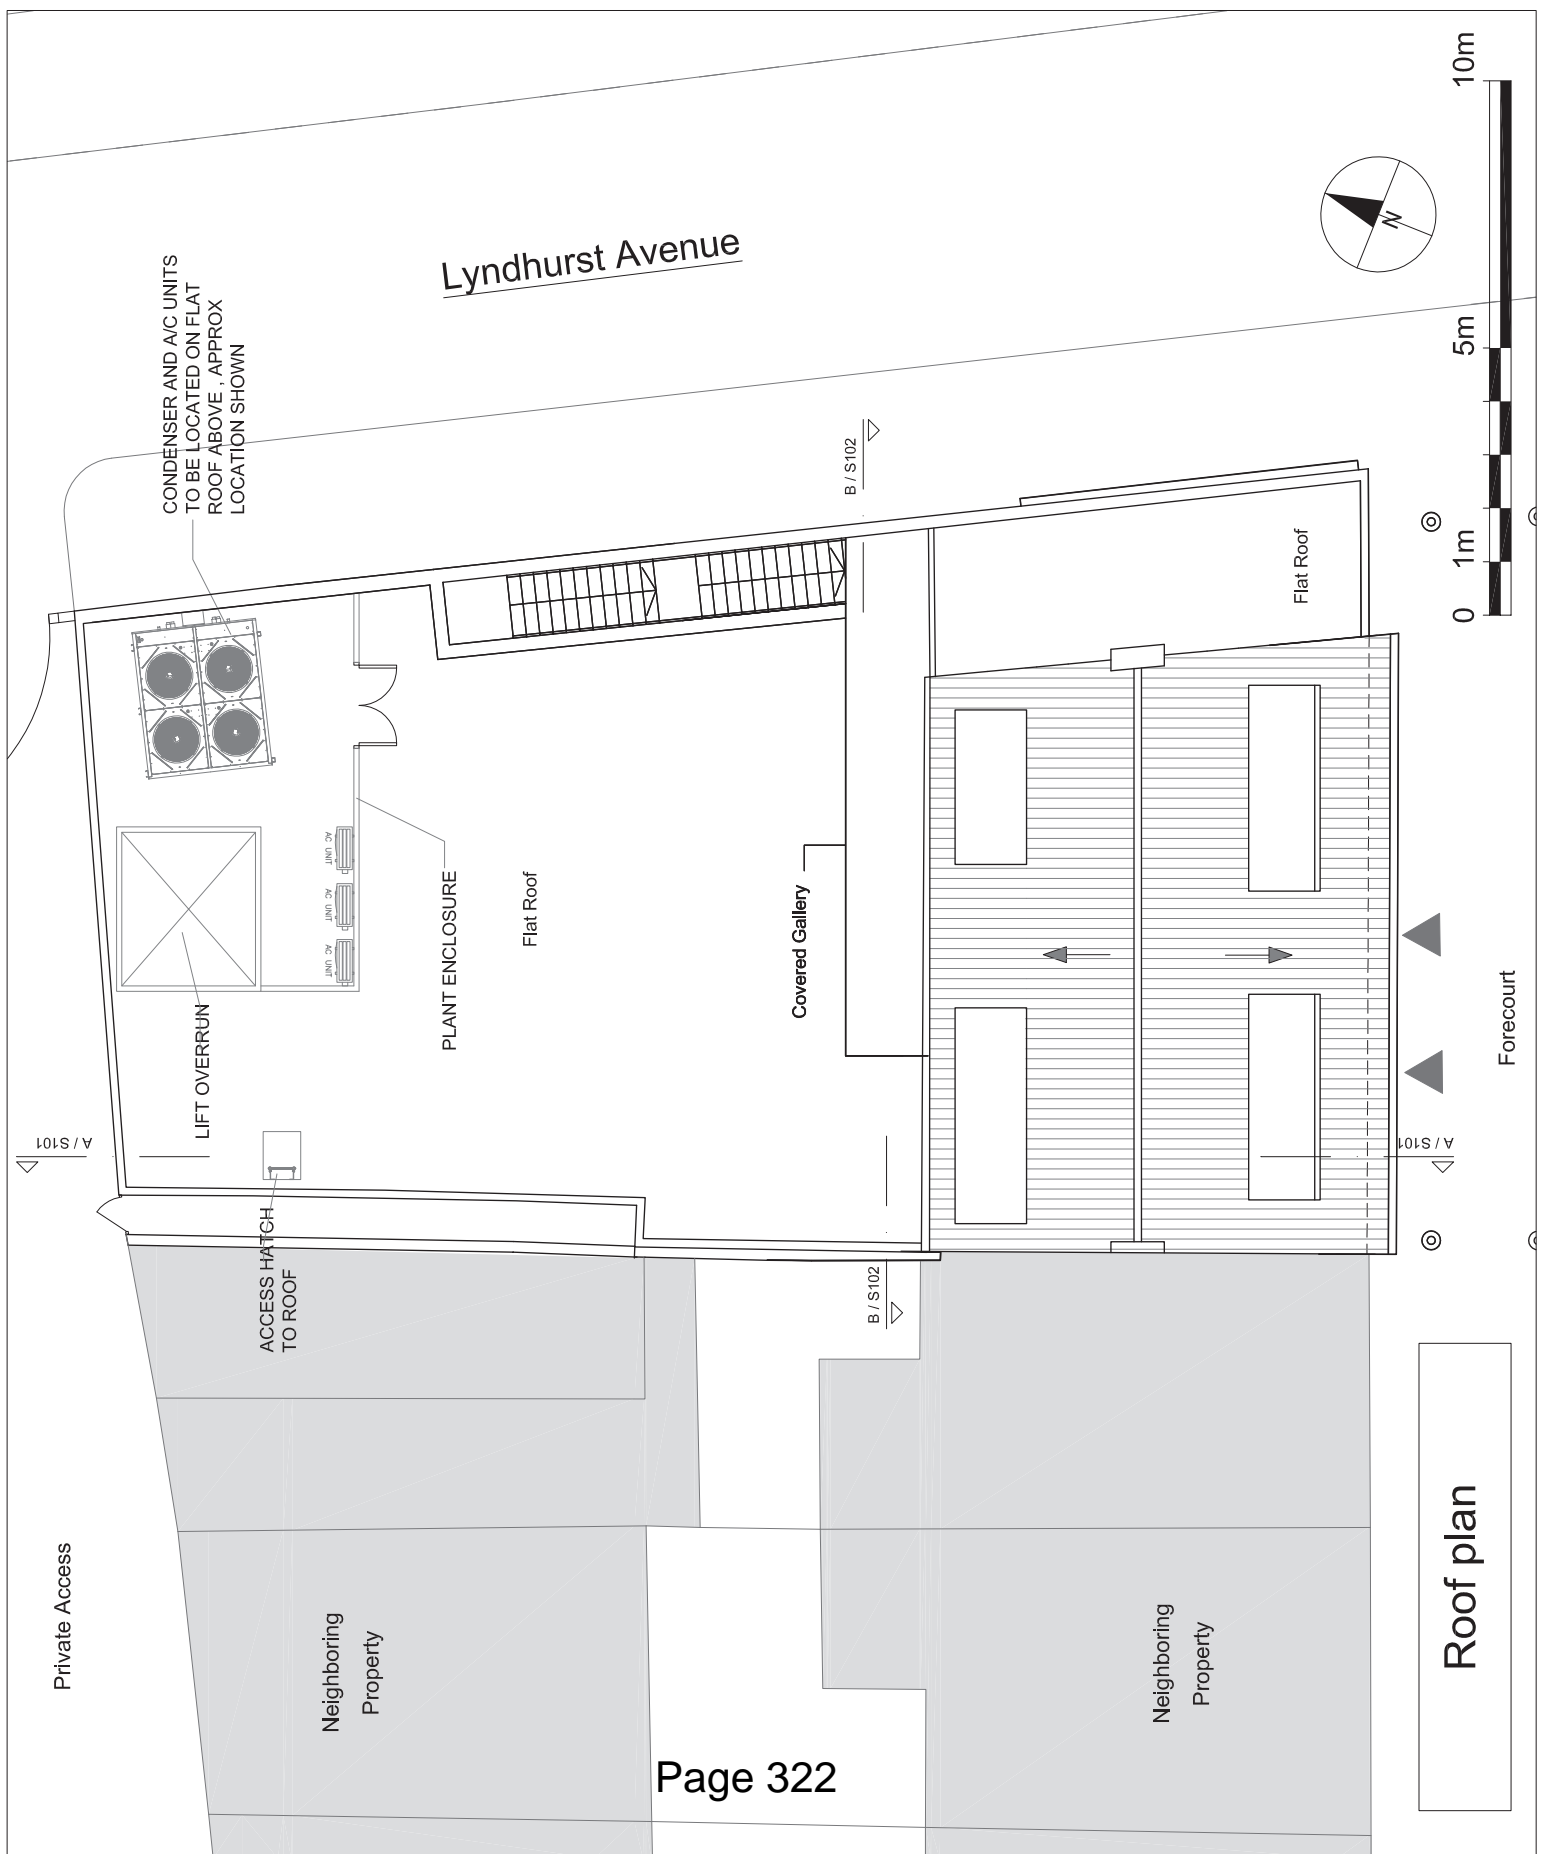 Lyndhurst Avenue
CONDENSER AND A/C UNITS
TO BE LOCATED ON FLAT
ROOF ABOVE , APPROX
LOCATION SHOWN
N
10m
5m
1m
0
B / S102
Flat Roof
AC UNIT
AC UNIT
AC UNIT
PLANT ENCLOSURE
Flat Roof
Covered Gallery
LIFT OVERRUN
A / S101
A / S101
Forecourt
ACCESS HATCH
TO ROOF
B / S102
Private Access
Neighboring
Property
Neighboring
Property
Roof plan
Page 322